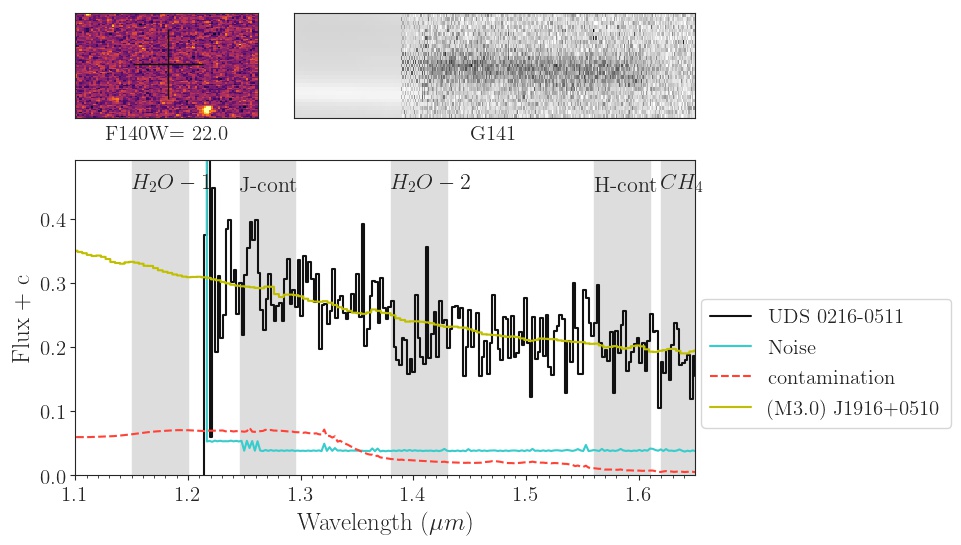 F140W= 22.0
G141
H₂O − 1
J-cont
H₂O − 2
H-cont
CH₄
0.4
0.3
0.2
0.1
0.0
Flux + c
1.1
1.2
1.3
1.4
1.5
1.6
Wavelength (μm)
UDS 0216-0511
Noise
contamination
(M3.0) J1916+0510